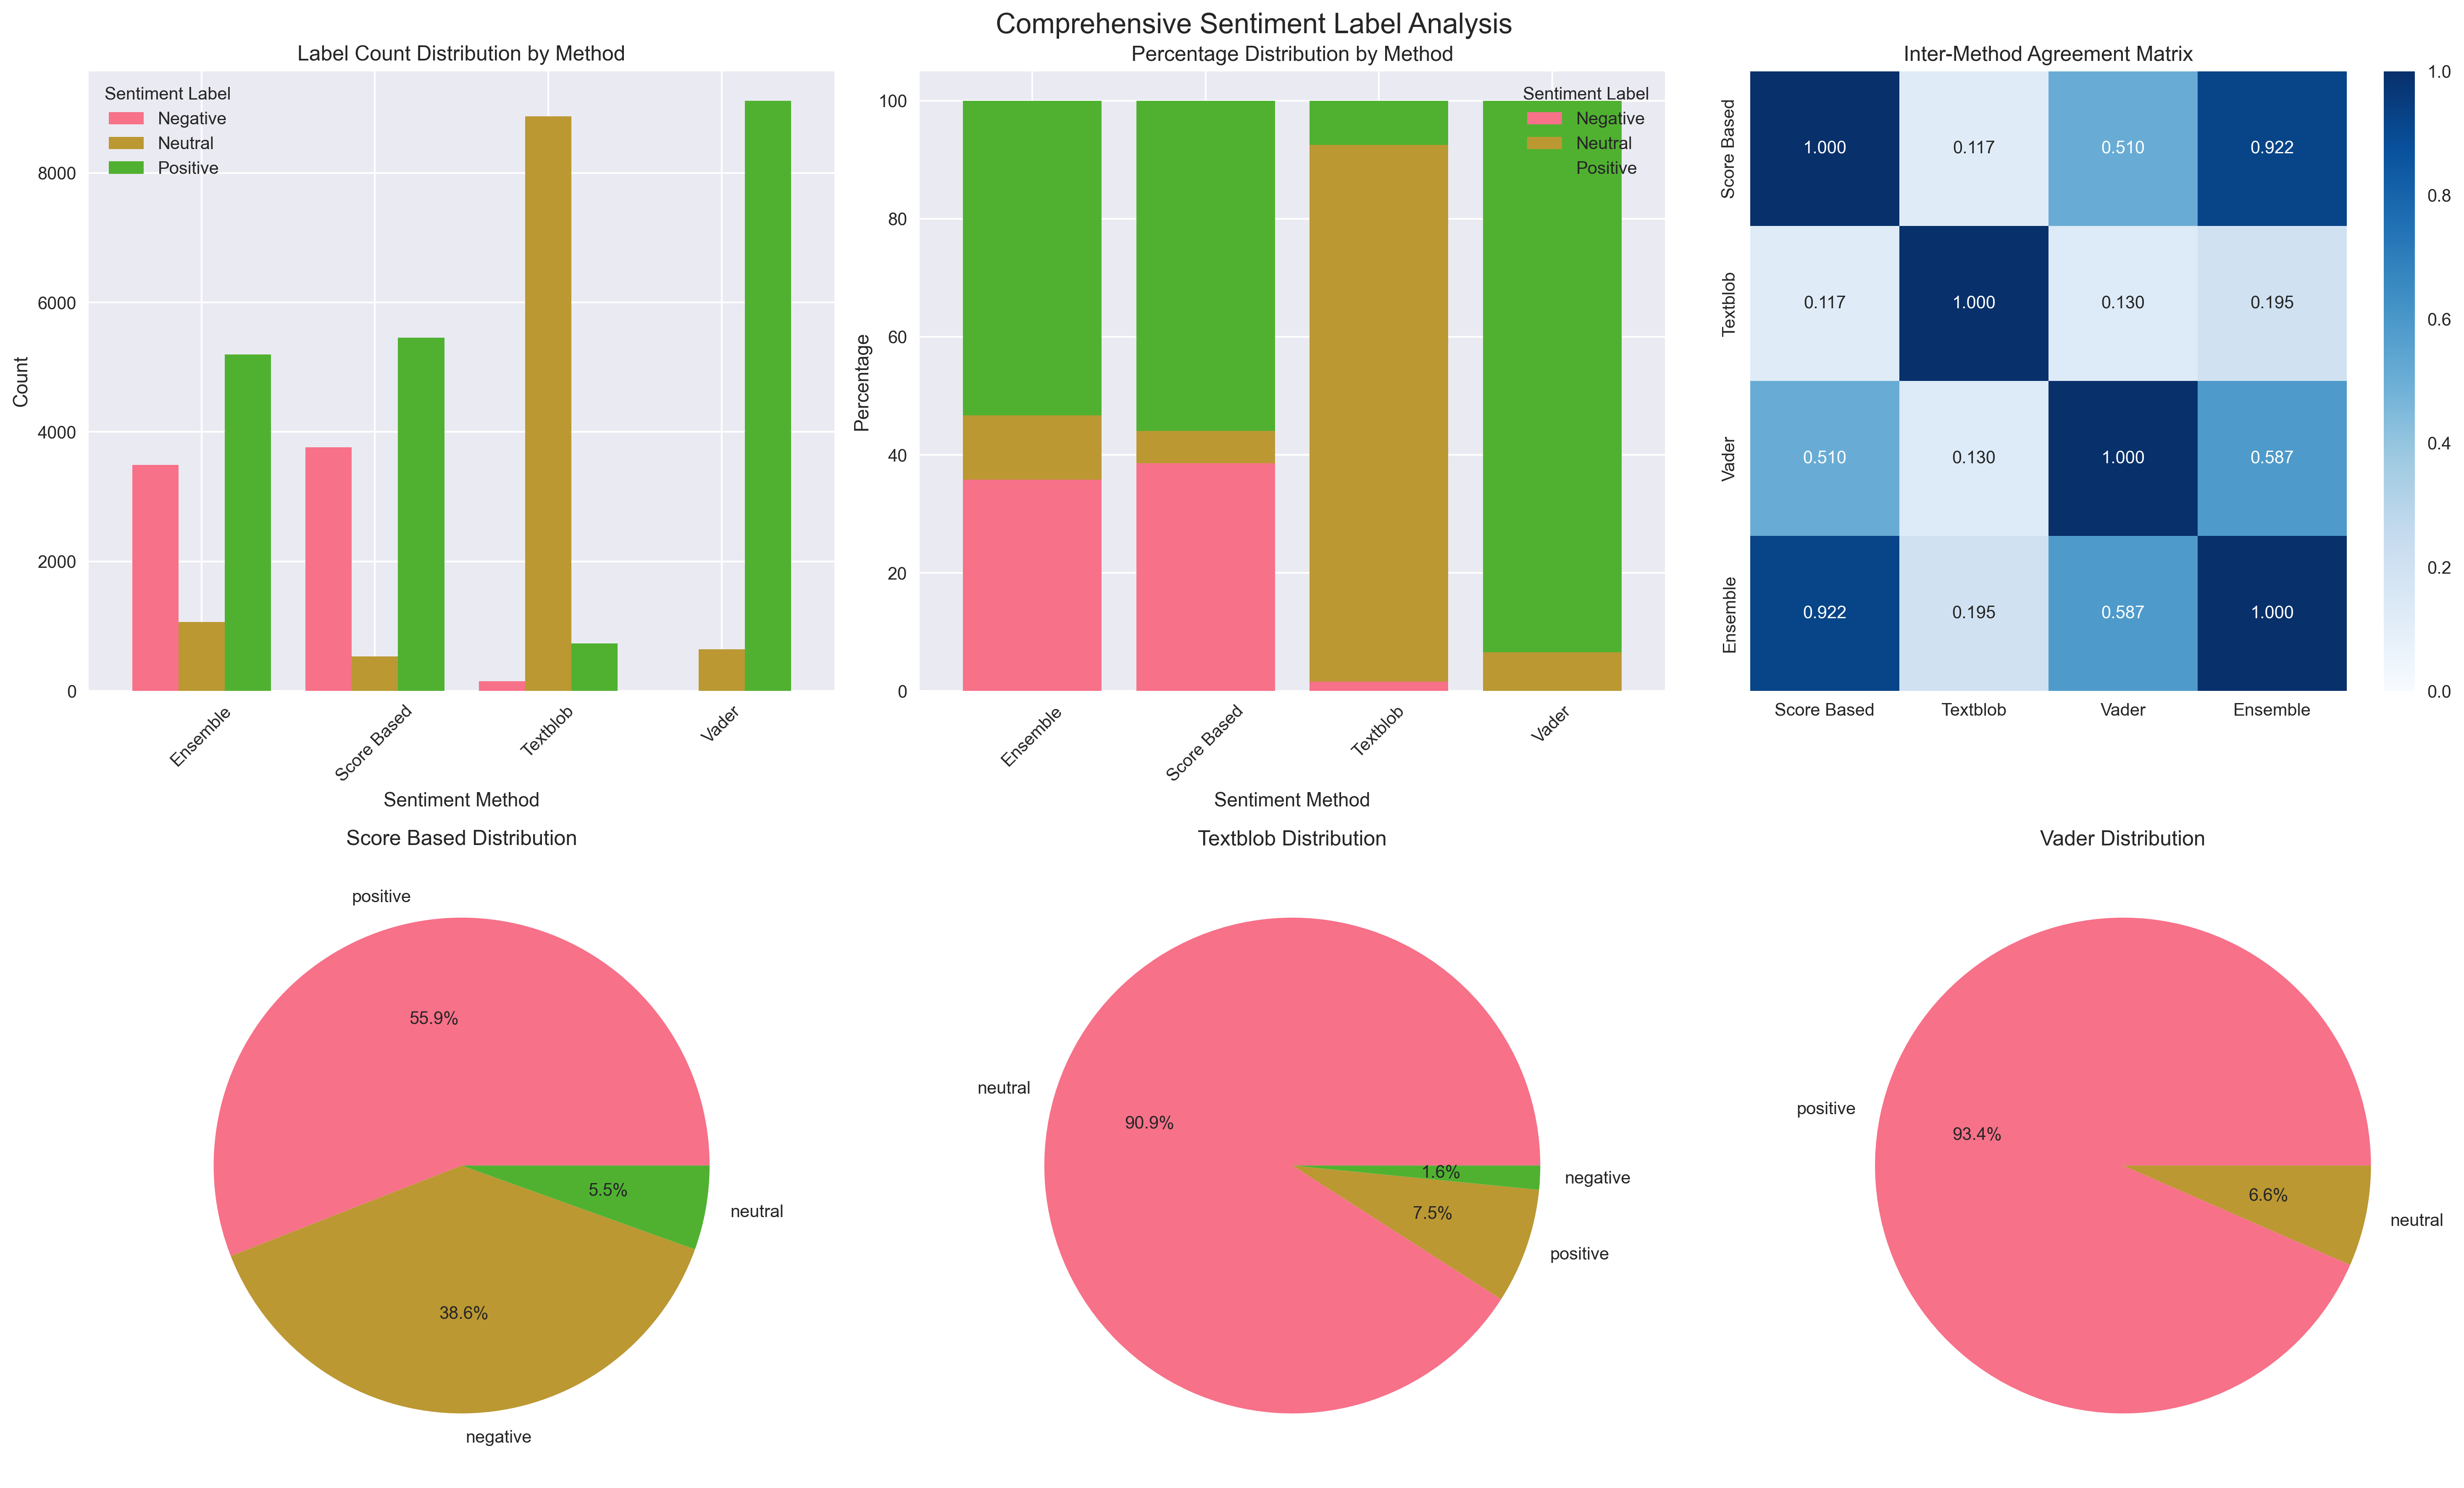 Comprehensive Sentiment Label Analysis
Label Count Distribution by Method
Sentiment Label
Negative
Neutral
Positive
8000
6000
4000
2000
0
Count
Ensemble
Score Based
Textblob
Vader
Sentiment Method
Percentage Distribution by Method
Sentiment Label
Negative
Neutral
Positive
100
80
60
40
20
0
Percentage
Ensemble
Score Based
Textblob
Vader
Sentiment Method
Inter-Method Agreement Matrix
Score Based
1.000 0.117 0.510 0.922
Textblob
0.117 1.000 0.130 0.195
Vader
0.510 0.130 1.000 0.587
Ensemble
0.922 0.195 0.587 1.000
Score Based Textblob Vader Ensemble
1.0
0.8
0.6
0.4
0.2
0.0
Score Based Distribution
positive
55.9%
5.5%
neutral
38.6%
negative
Textblob Distribution
neutral
90.9%
1.6%
negative
7.5%
positive
Vader Distribution
positive
93.4%
6.6%
neutral